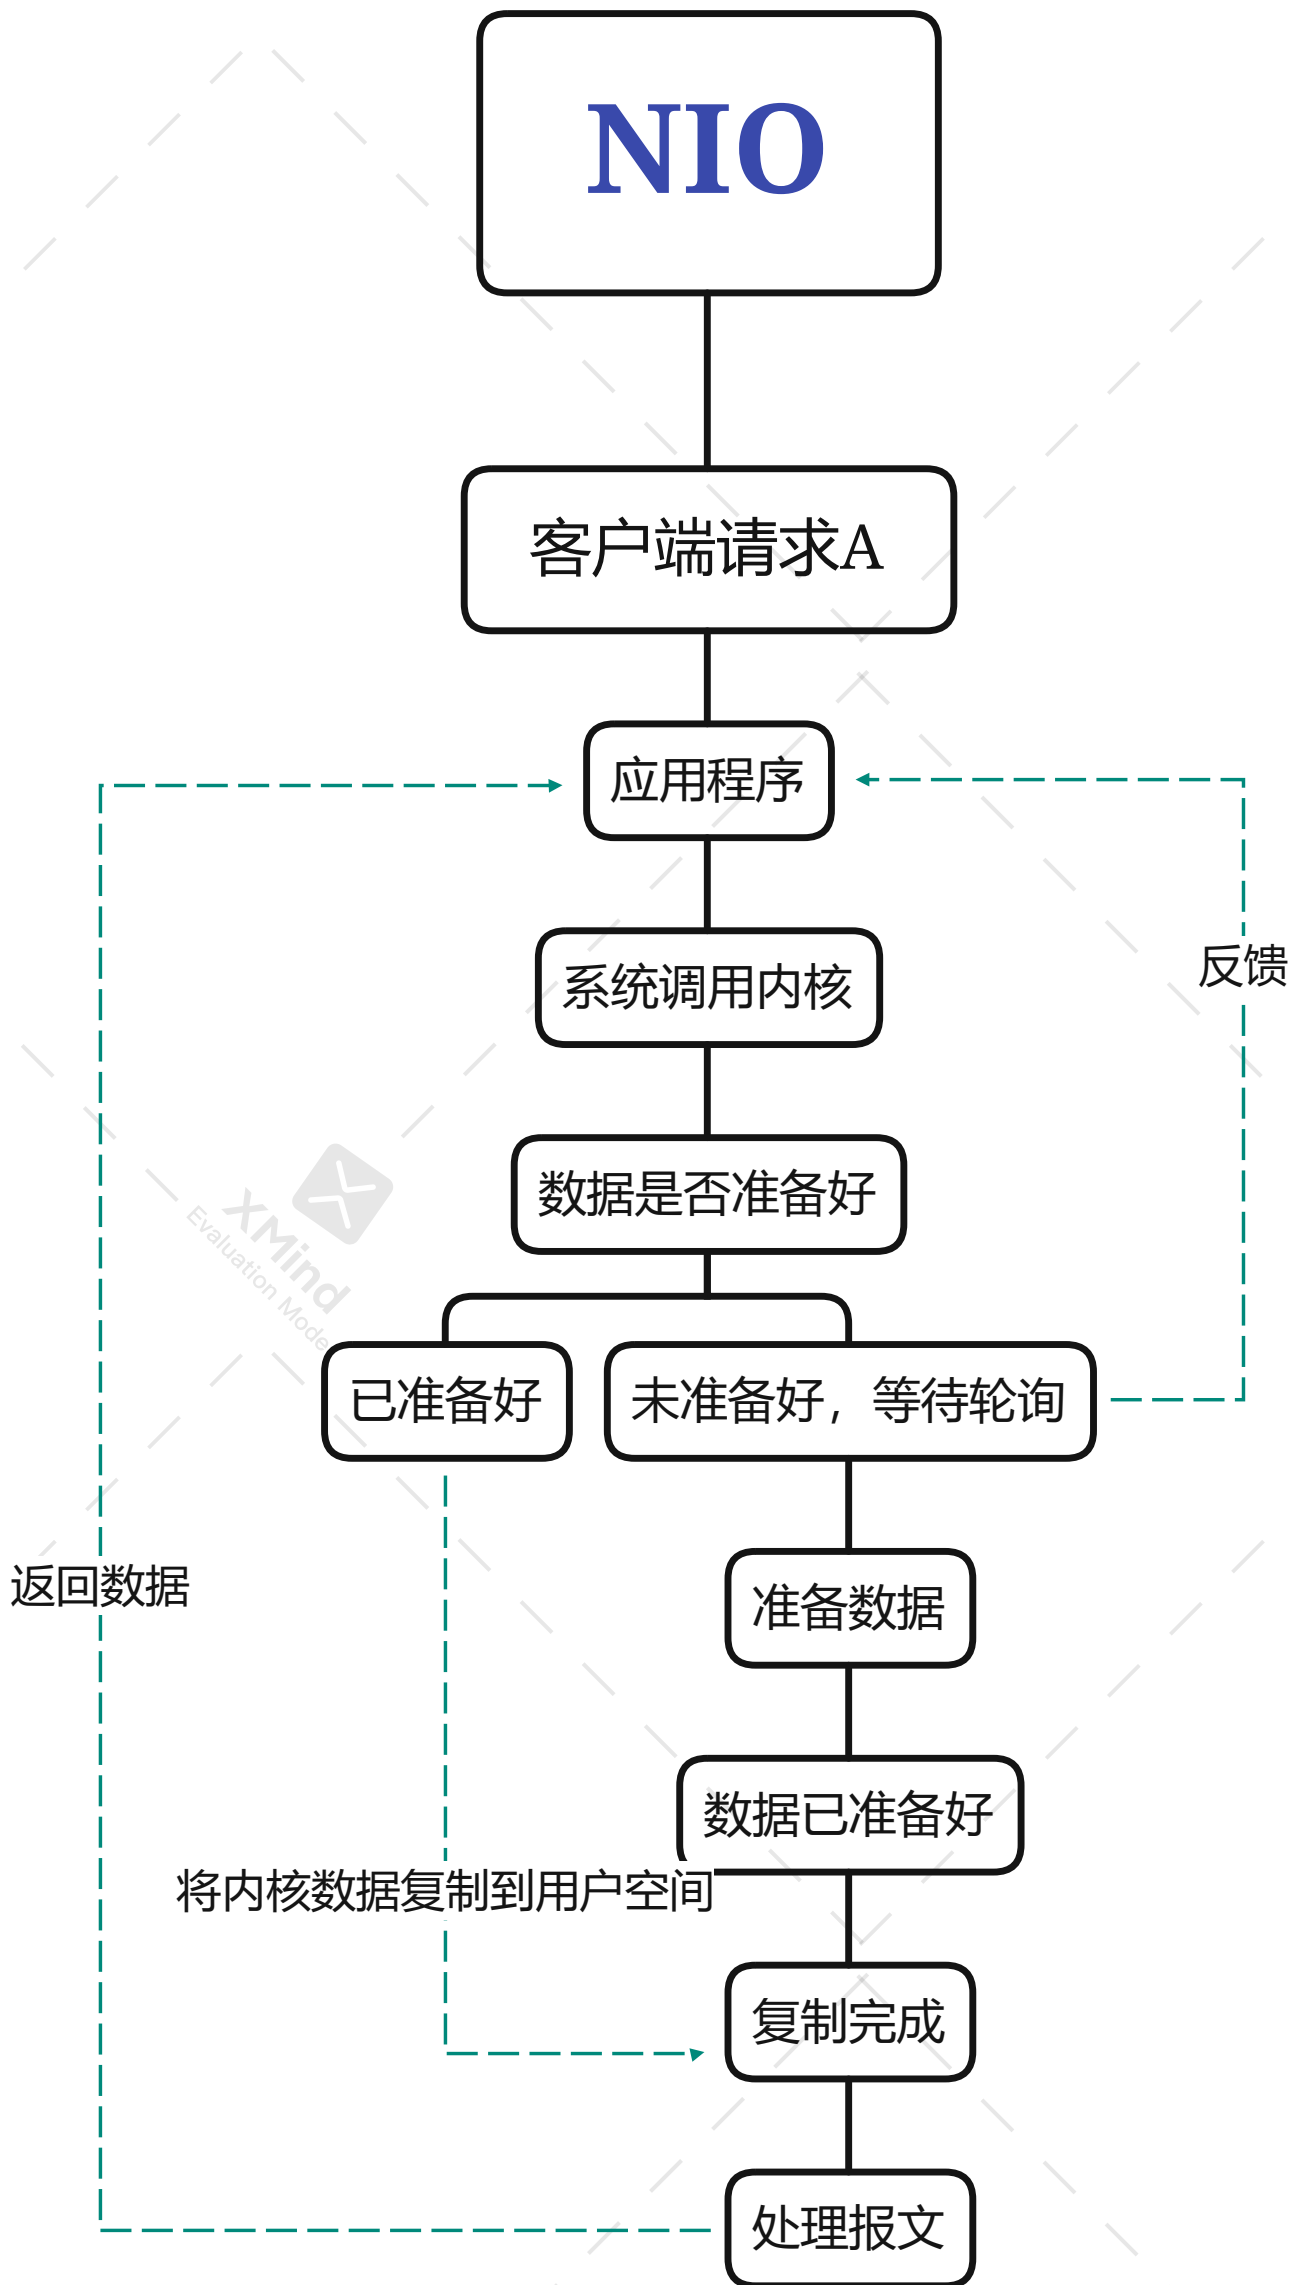 NIO
客户端请求A
应用程序
系统调用内核
反馈
数据是否准备好
XMind
Evaluation Mode
已准备好
未准备好，等待轮询
返回数据
准备数据
数据已准备好
将内核数据复制到用户空间
复制完成
处理报文